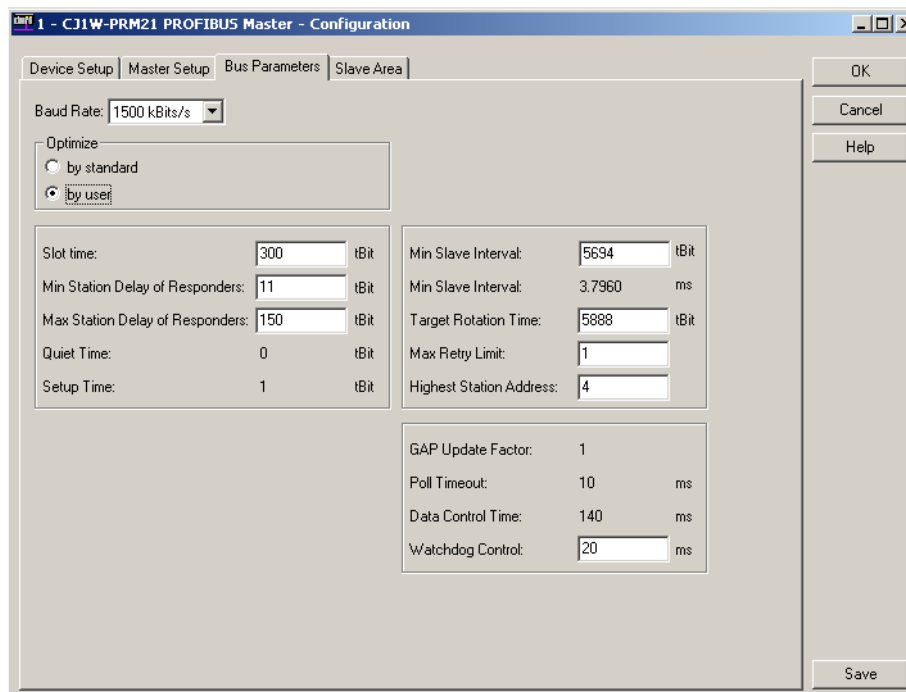 1 - CJ1W-PRM21 PROFIBUS Master - Configuration
Device Setup Master Setup Bus Parameters Slave Area
OK
Cancel
Help
Baud Rate: 1500 kBits/s
Optimize
by standard
by user
Slot time: 300 tBit
Min Station Delay of Responders: 11 tBit
Max Station Delay of Responders: 150 tBit
Quiet Time: 0 tBit
Setup Time: 1 tBit
Min Slave Interval: 5694 tBit
Min Slave Interval: 3.7960 ms
Target Rotation Time: 5888 tBit
Max Retry Limit: 1
Highest Station Address: 4
GAP Update Factor: 1
Poll Timeout: 10 ms
Data Control Time: 140 ms
Watchdog Control: 20 ms
Save